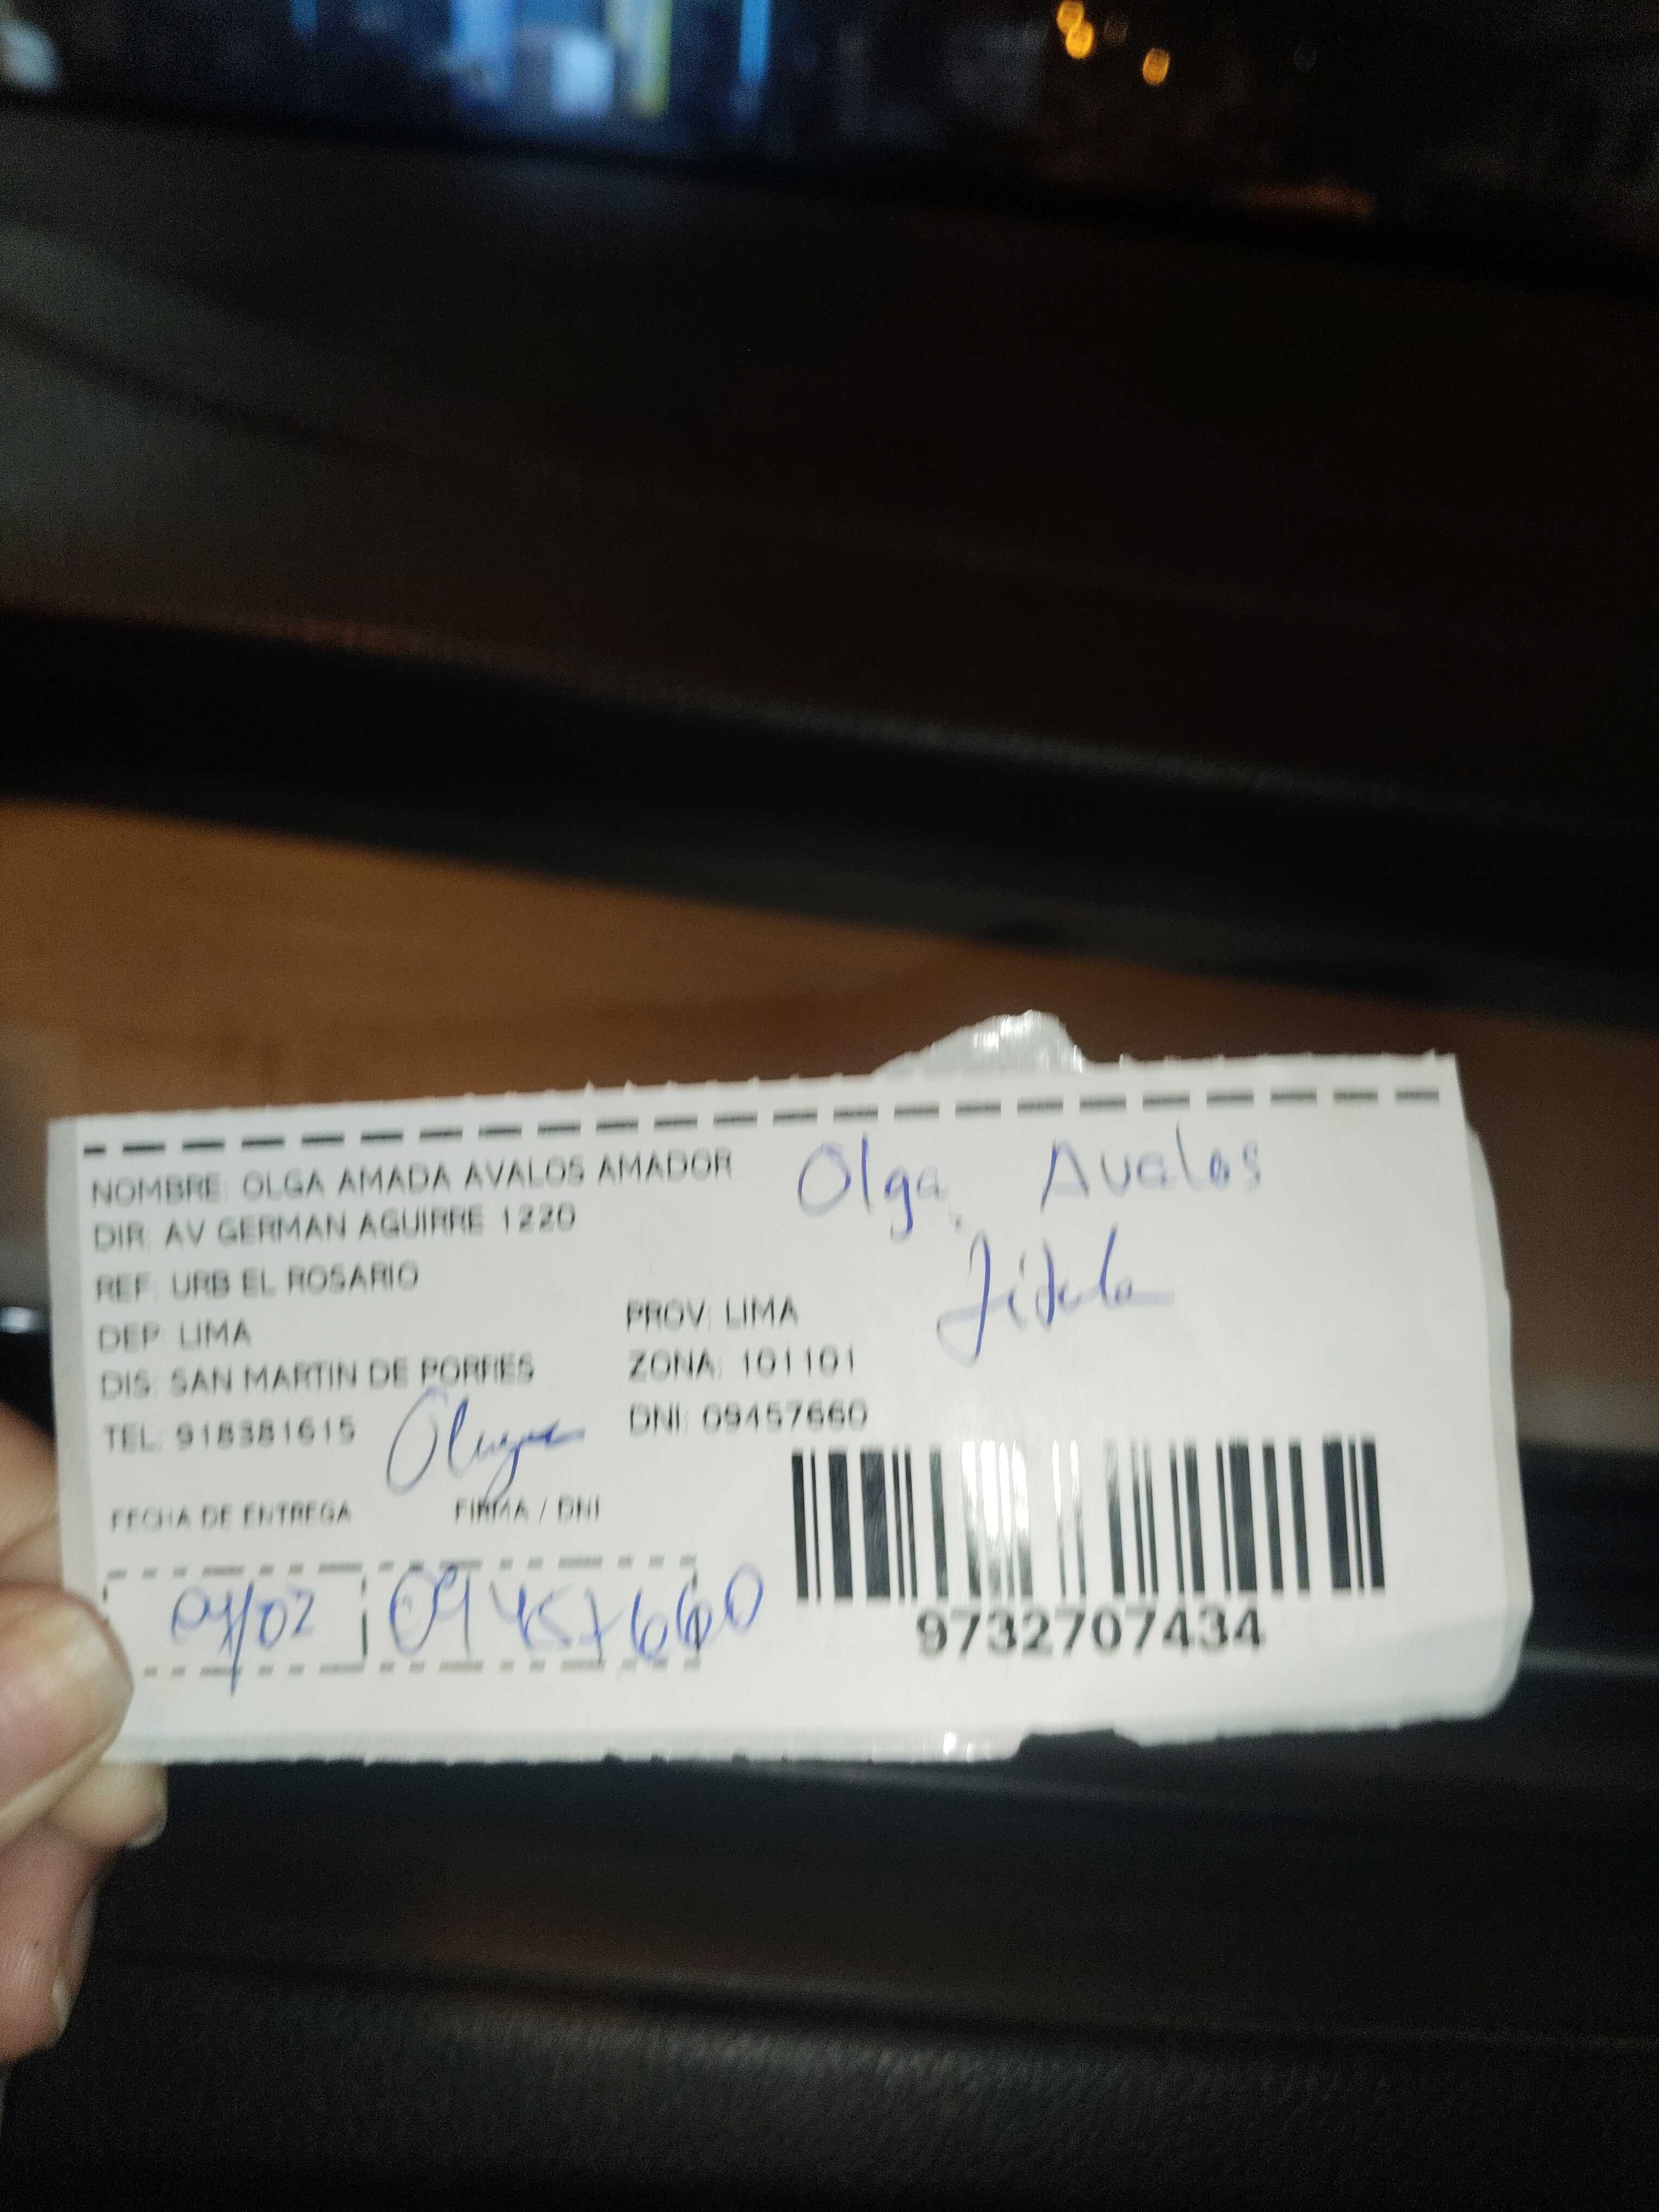 NOMBRE: OLGA AMADA AVALOS AMADOR
Olga Avalos
DIR: AV GERMAN AGUIRRE 1220
REF: URB EL ROSARIO
DEP: LIMA
PROV: LIMA
DIS: SAN MARTIN DE PORRES
ZONA: 101101
TEL: 918381615
Olga
DNI: 09457660
FECHA DE ENTREGA
FIRMA / DNI
09457660
9732707434